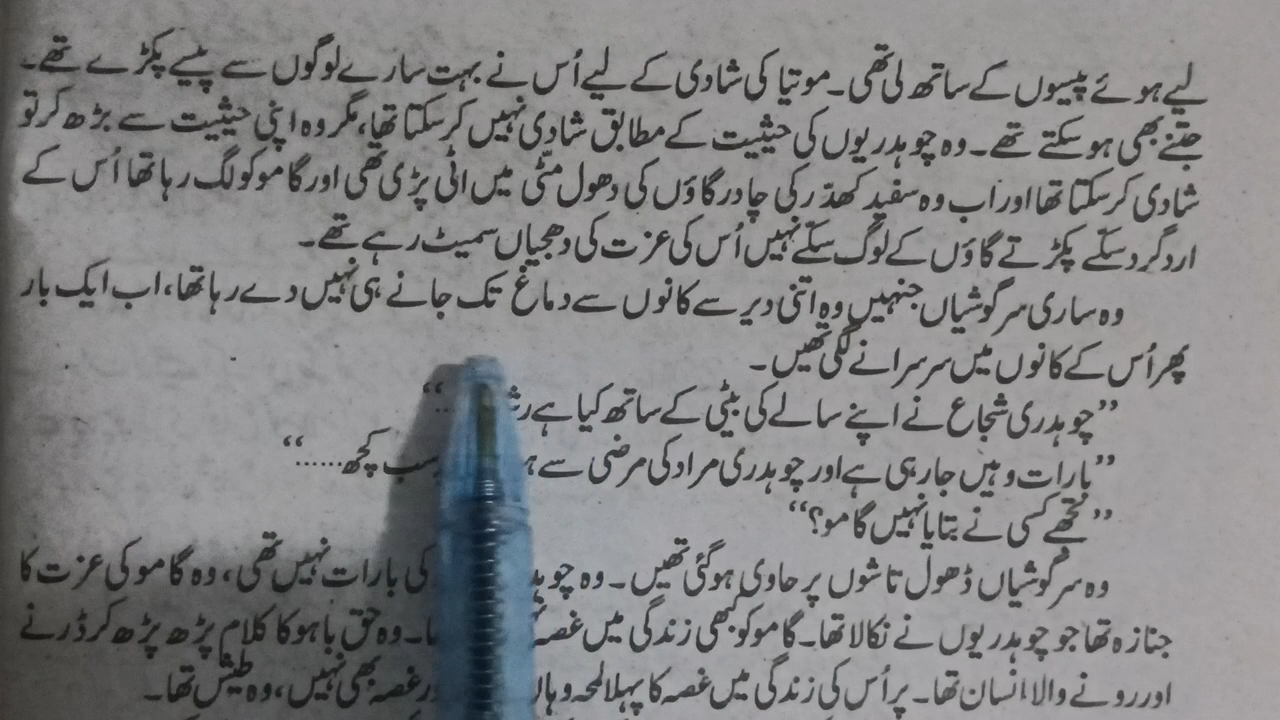 لیے ہوئے پیسوں کے ساتھ لی تھی۔ موتیا کی شادی کے لیے اُس نے بہت سارے لوگوں سے پیسے پکڑے تھے۔
جتنے بھی ہو سکتے تھے۔ وہ چوہدریوں کی حیثیت کے مطابق شادی نہیں کر سکتا تھا، مگر وہ اپنی حیثیت سے بڑھ کر تو
شادی کر سکتا تھا اور اب وہ سفید کھدّر کی چادر گاؤں کی دھول مٹّی میں اٹی پڑی تھی اور گامو کو لگ رہا تھا اُس کے
اردگرد سکّے پکڑتے گاؤں کے لوگ سکّے نہیں اُس کی عزت کی دھجیاں سمیٹ رہے تھے۔
وہ ساری سرگوشیاں جنہیں وہ اتنی دیر سے کانوں سے دماغ تک جانے ہی نہیں دے رہا تھا، اب ایک بار
پھر اُس کے کانوں میں سرسرانے لگی تھیں۔
”چوہدری شجاع نے اپنے سالے کی بیٹی کے ساتھ کیا ہے ..“
”بارات وہیں جا رہی ہے اور چوہدری مراد کی مرضی سے سب کچھ......“
”تجھے کسی نے بتایا نہیں گامو؟“
وہ سرگوشیاں ڈھول تاشوں پر حاوی ہو گئی تھیں۔ وہ کی بارات نہیں تھی، وہ گامو کی عزت کا
جنازہ تھا جو چوہدریوں نے نکالا تھا۔ گامو کو کبھی زندگی میں غصہ ۔ وہ حق باہو کا کلام پڑھ پڑھ کر ڈرنے
اور رونے والا انسان تھا۔ پر اُس کی زندگی میں غصہ کا پہلا لمحہ غصہ بھی نہیں، وہ طیش تھا۔